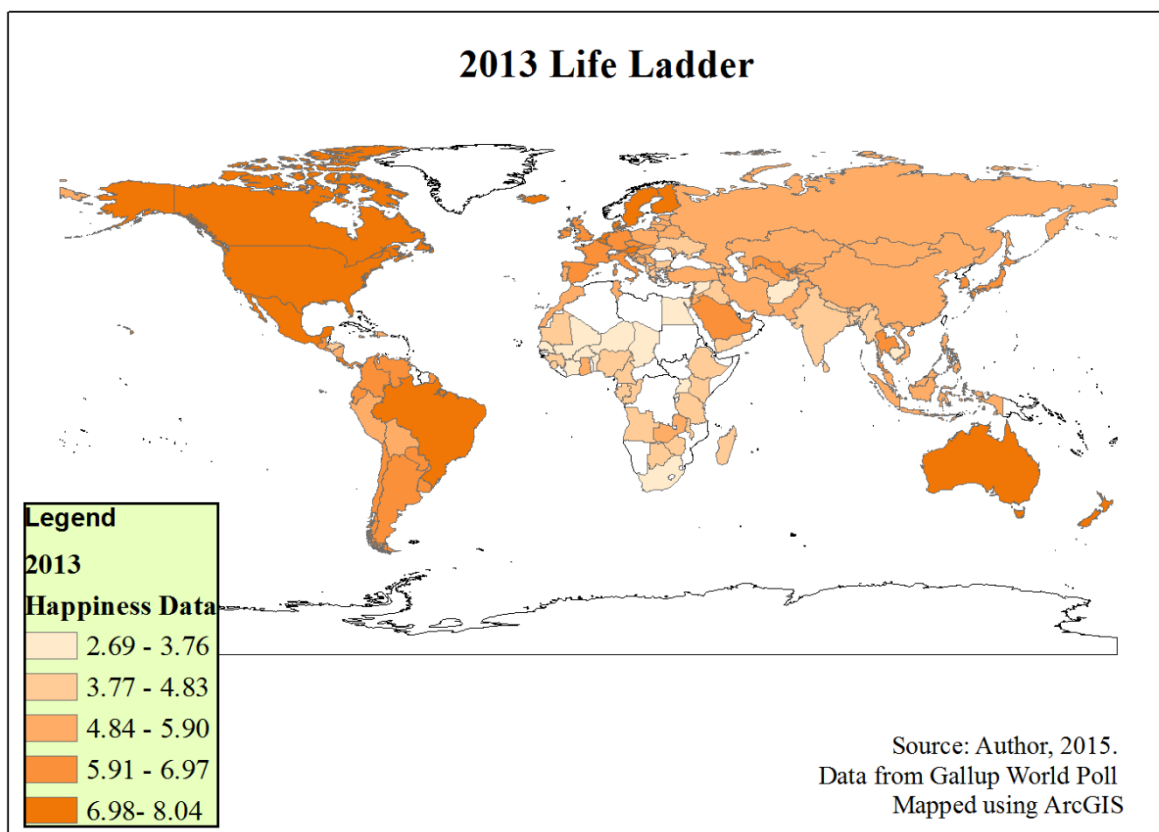 2013 Life Ladder
Legend
2013
Happiness Data
2.69 - 3.76
3.77 - 4.83
4.84 - 5.90
5.91 - 6.97
6.98- 8.04
Source: Author, 2015.
Data from Gallup World Poll
Mapped using ArcGIS